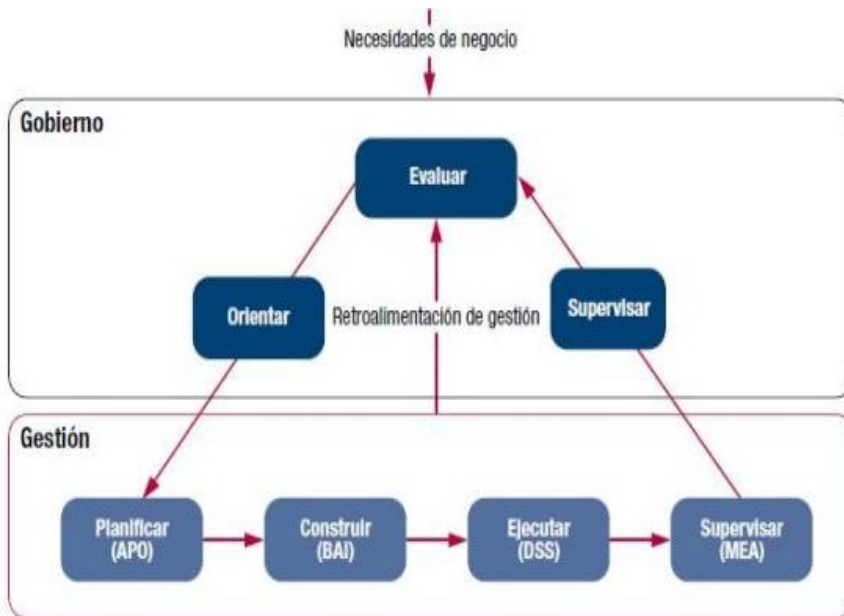 Necesidades de negocio
Gobierno
Evaluar
Orientar
Retroalimentación de gestión
Supervisar
Gestión
Planificar
(APO)
Construir
(BAI)
Ejecutar
(DSS)
Supervisar
(MEA)